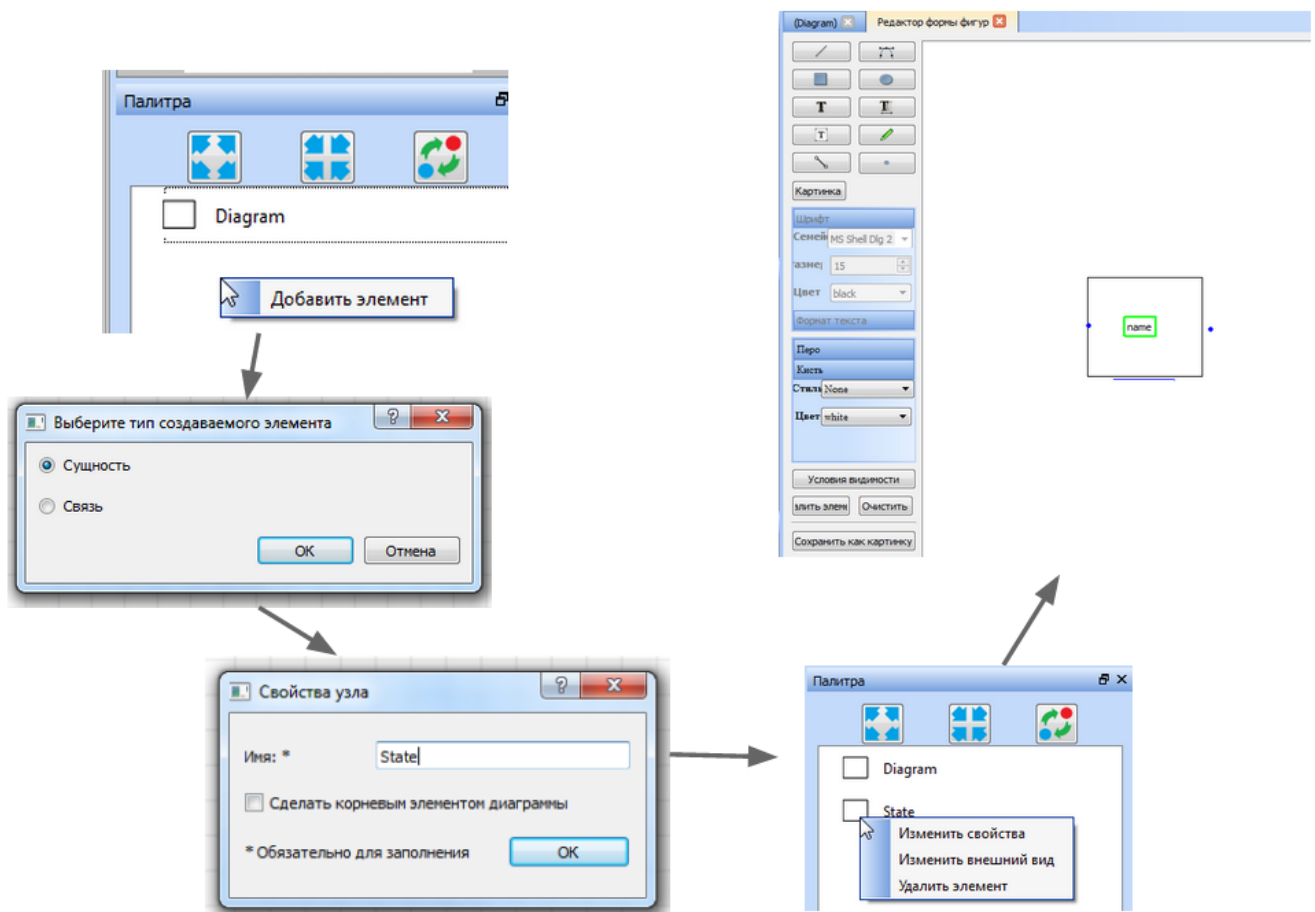 Палитра
Diagram
Добавить элемент
Выберите тип создаваемого элемента
Сущность
Связь
OK
Отмена
Свойства узла
Имя: *
State
Сделать корневым элементом диаграммы
* Обязательно для заполнения
OK
Палитра
Diagram
State
Изменить свойства
Изменить внешний вид
Удалить элемент
(Diagram)
Редактор формы фигур
T
T
T
Картинка
Шрифт
Семей
MS Shell Dlg 2
15
Цвет
black
Формат текста
Перо
Кисть
Стиль
None
Цвет
white
Условия видимости
Очистить
Сохранить как картинку
name